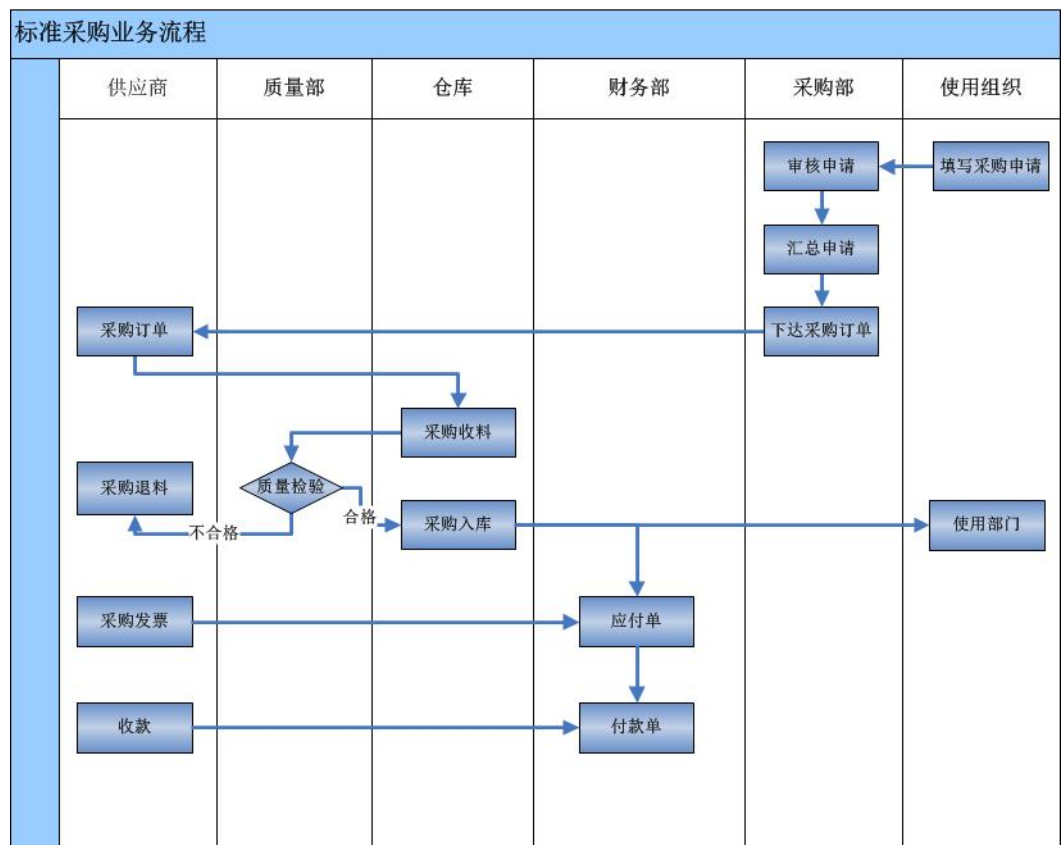 标准采购业务流程
供应商
质量部
仓库
财务部
采购部
使用组织
审核申请
填写采购申请
汇总申请
采购订单
下达采购订单
采购收料
采购退料
质量检验
不合格
合格
采购入库
使用部门
采购发票
应付单
收款
付款单